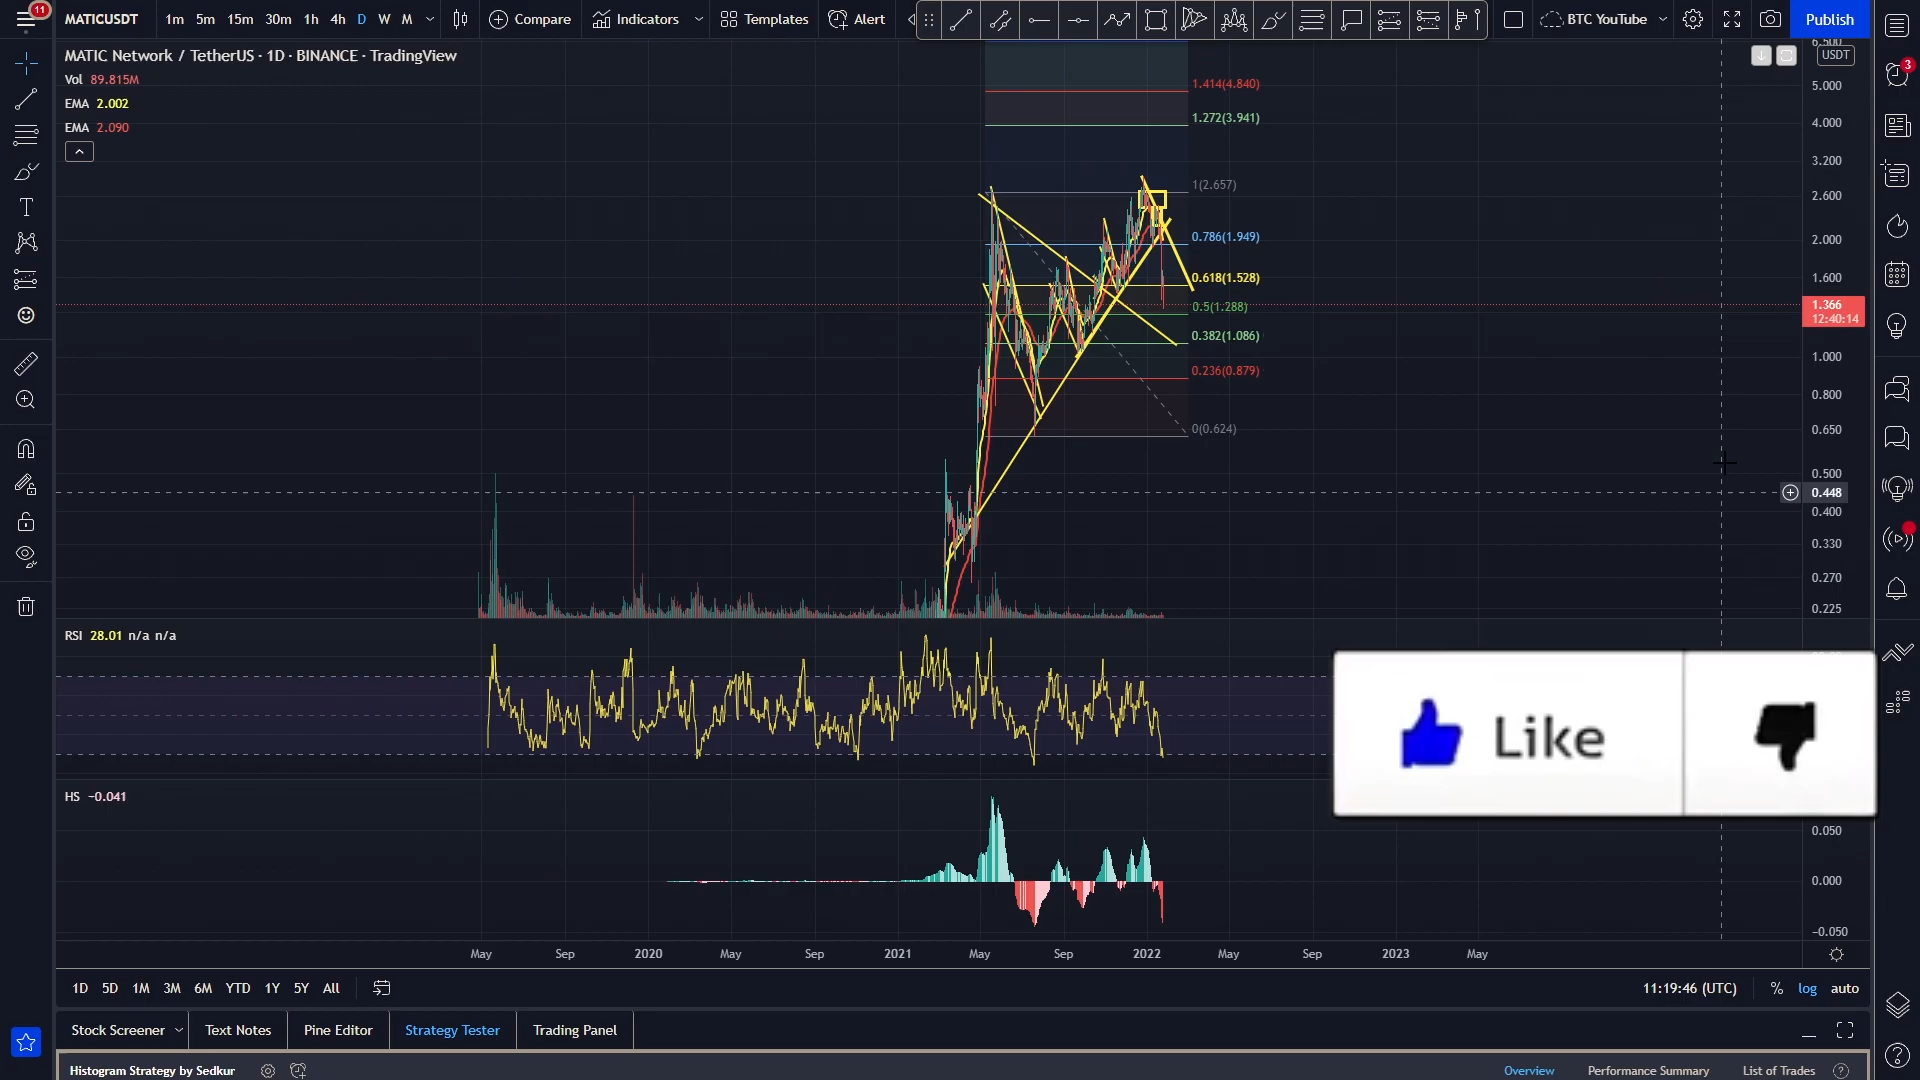 11
MATICUSDT 1m 5m 15m 30m 1h 4h D W M Compare Indicators Templates Alert BTC YouTube Publish
MATIC Network / TetherUS · 1D · BINANCE · TradingView
Vol 89.815M
EMA 2.002
EMA 2.090
USDT
3
1.414(4.840)
1.272(3.941)
1(2.657)
0.786(1.949)
0.618(1.528)
0.5(1.288)
0.382(1.086)
0.236(0.879)
0(0.624)
6.500
5.000
4.000
3.200
2.600
2.000
1.600
1.366
12:40:14
1.000
0.800
0.650
0.500
0.448
0.400
0.330
0.270
0.225
RSI 28.01 n/a n/a
Like
HS −0.041
0.050
0.000
−0.050
May Sep 2020 May Sep 2021 May Sep 2022 May Sep 2023 May
1D 5D 1M 3M 6M YTD 1Y 5Y All 11:19:46 (UTC) % log auto
Stock Screener Text Notes Pine Editor Strategy Tester Trading Panel
Histogram Strategy by Sedkur Overview Performance Summary List of Trades